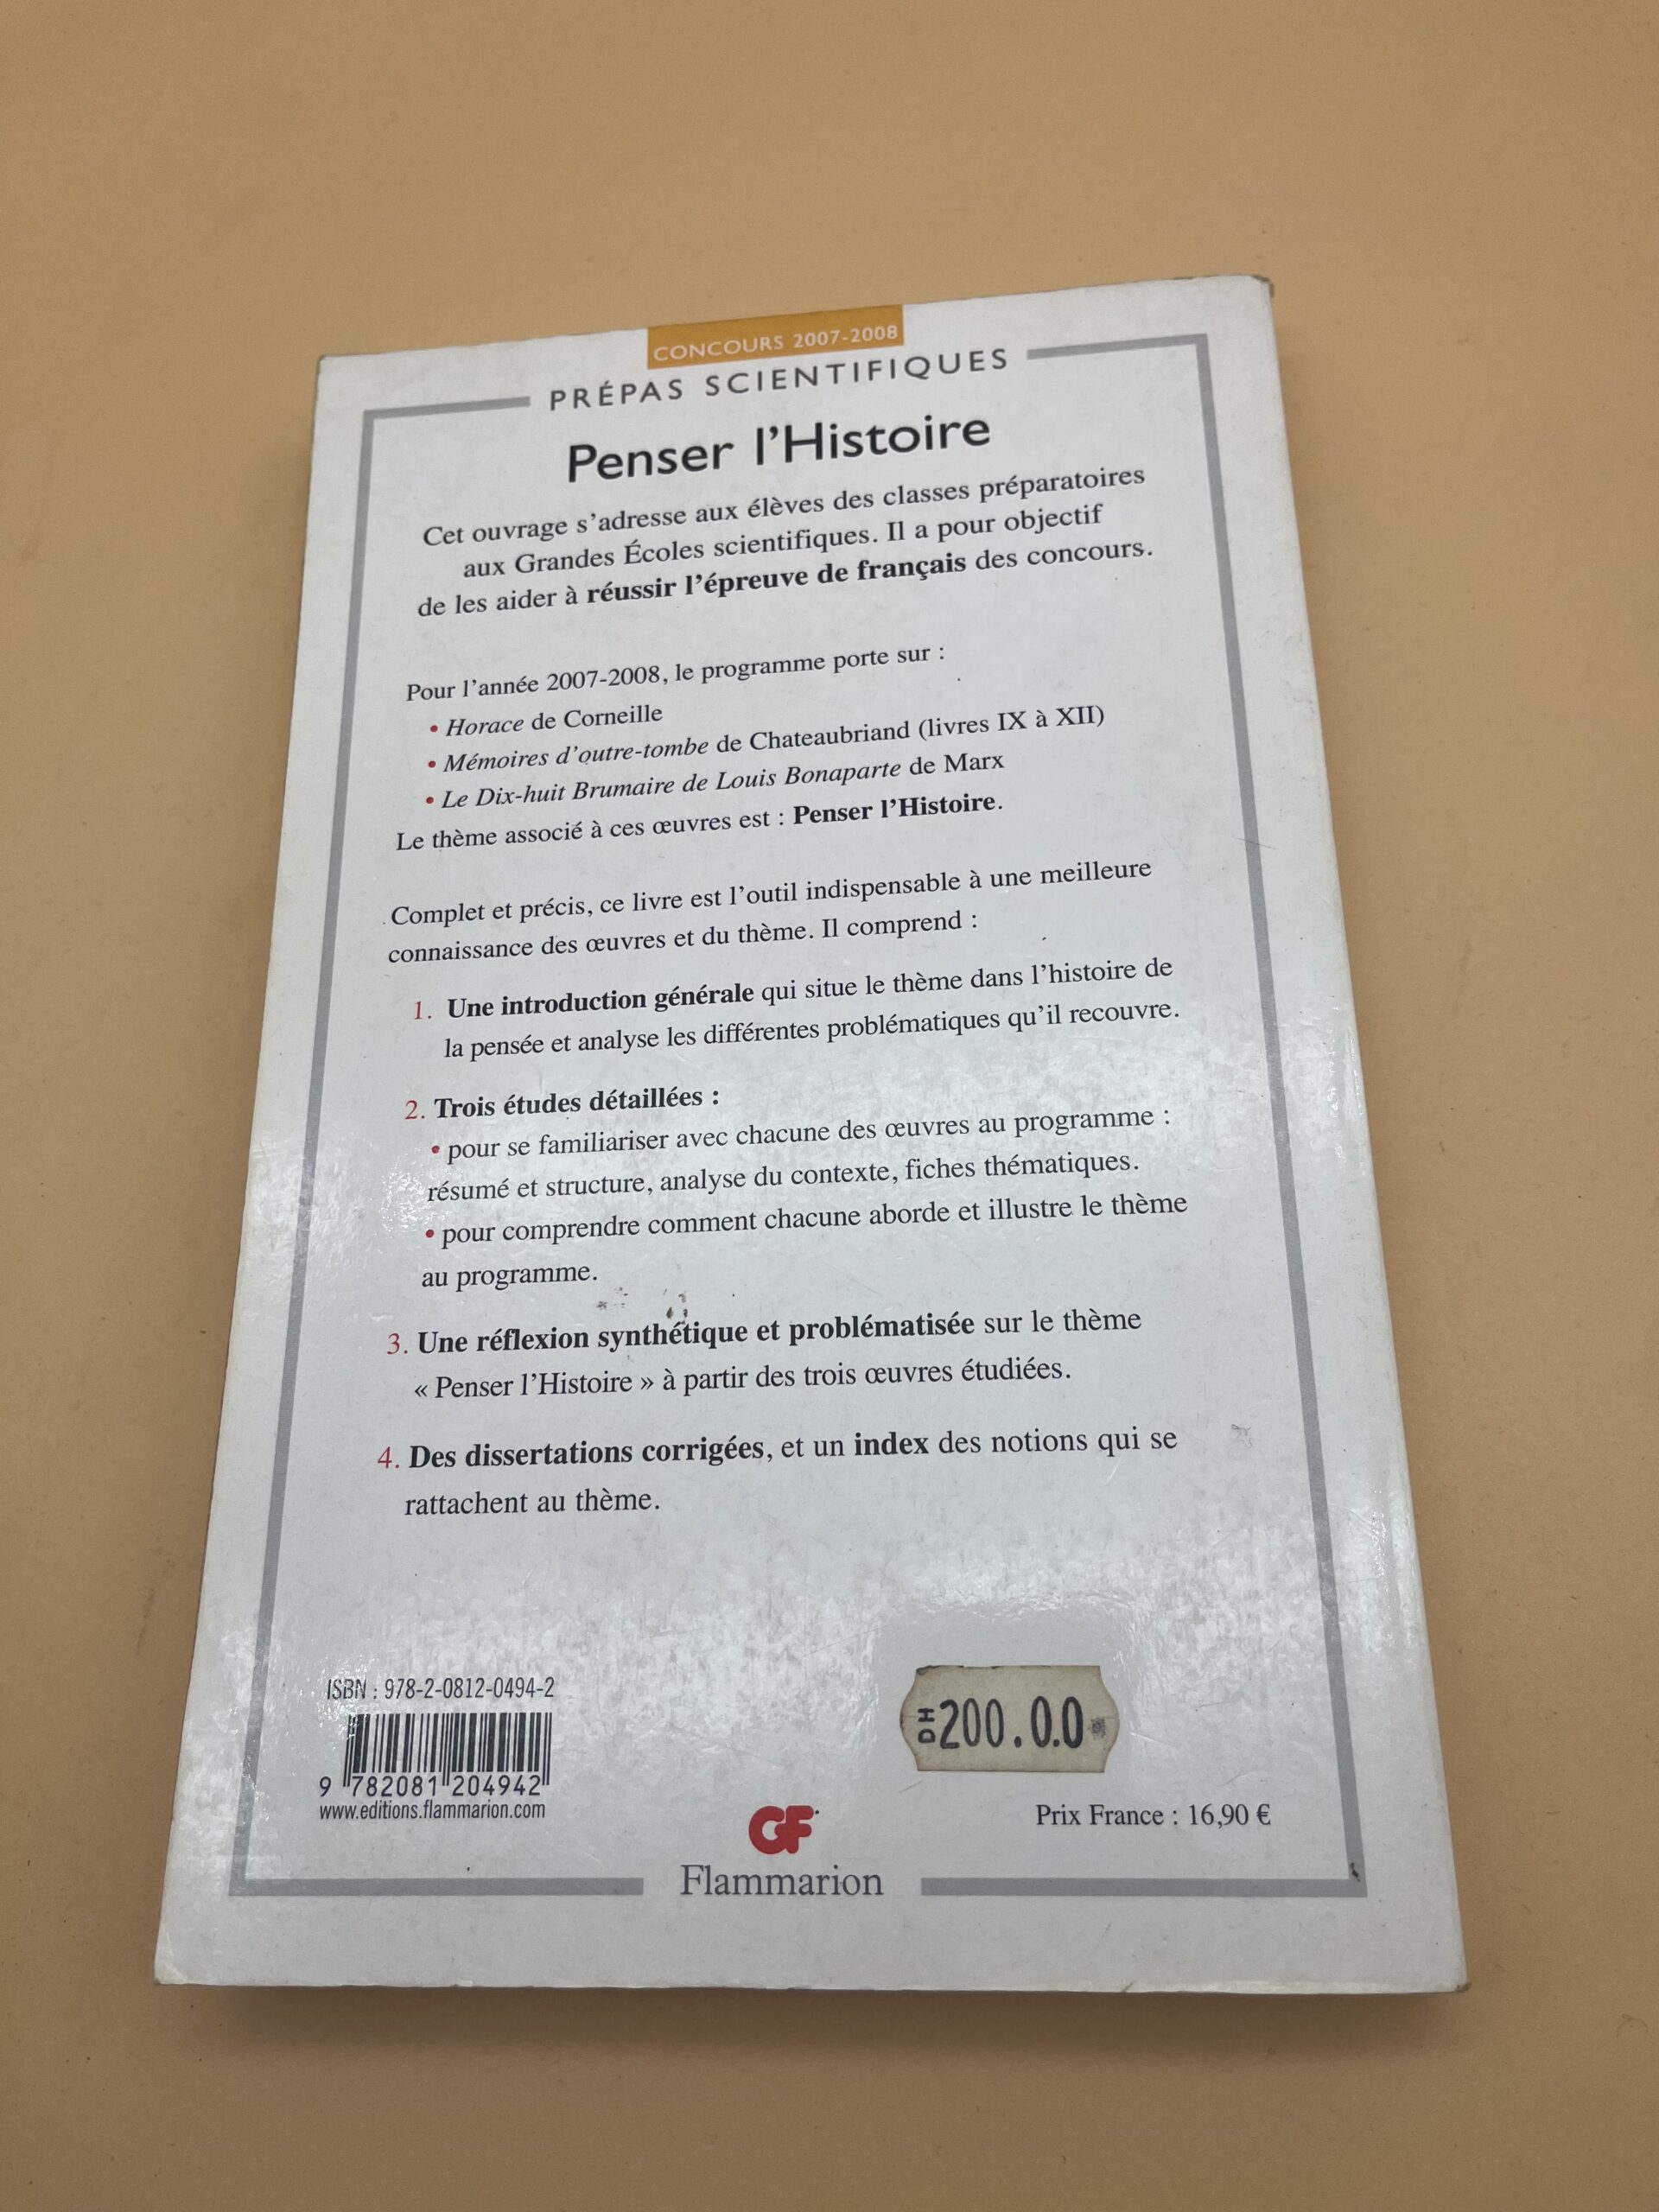 CONCOURS 2007-2008
PRÉPAS SCIENTIFIQUES
Penser l'Histoire
Cet ouvrage s'adresse aux élèves des classes préparatoires
aux Grandes Écoles scientifiques. Il a pour objectif
de les aider à réussir l'épreuve de français des concours.
Pour l'année 2007-2008, le programme porte sur :
• Horace de Corneille
• Mémoires d'outre-tombe de Chateaubriand (livres IX à XII)
• Le Dix-huit Brumaire de Louis Bonaparte de Marx
Le thème associé à ces œuvres est : Penser l'Histoire.
Complet et précis, ce livre est l'outil indispensable à une meilleure
connaissance des œuvres et du thème. Il comprend :
1. Une introduction générale qui situe le thème dans l'histoire de
la pensée et analyse les différentes problématiques qu'il recouvre.
2. Trois études détaillées :
• pour se familiariser avec chacune des œuvres au programme :
résumé et structure, analyse du contexte, fiches thématiques.
• pour comprendre comment chacune aborde et illustre le thème
au programme.
3. Une réflexion synthétique et problématisée sur le thème
« Penser l'Histoire » à partir des trois œuvres étudiées.
4. Des dissertations corrigées, et un index des notions qui se
rattachent au thème.
ISBN : 978-2-0812-0494-2
9 782081 204942
www.editions.flammarion.com
DH 200.00
Prix France : 16,90 €
GF
Flammarion